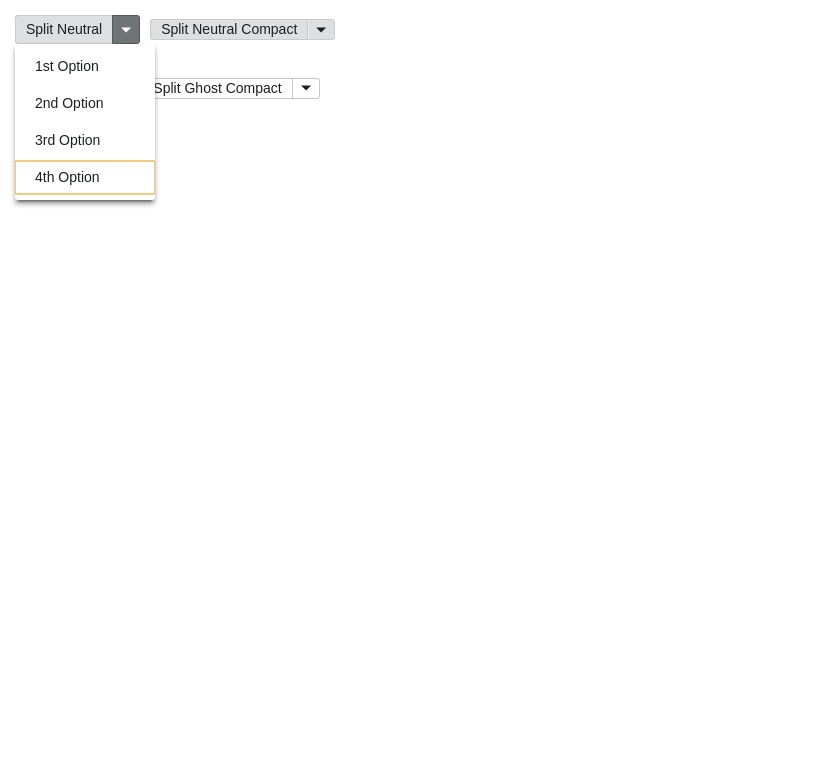 Split Neutral
Split Neutral Compact
1st Option
2nd Option
Split Ghost Compact
3rd Option
4th Option